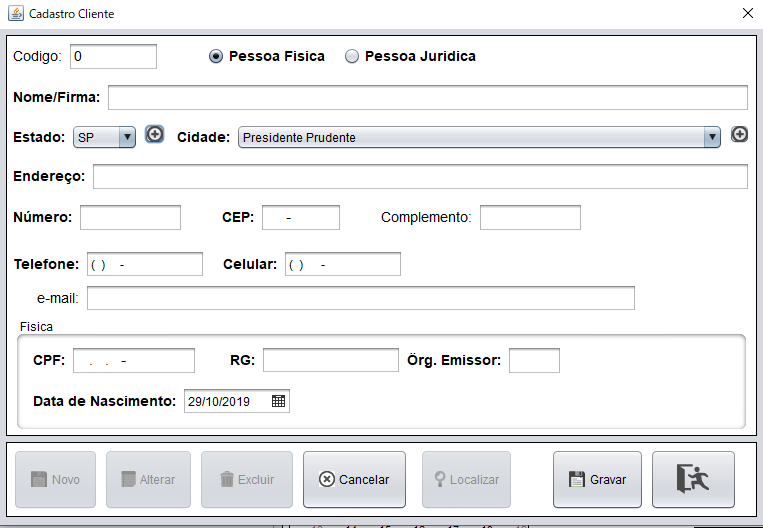 Cadastro Cliente
Codigo: 0 Pessoa Fisica Pessoa Juridica
Nome/Firma:
Estado: SP Cidade: Presidente Prudente
Endereço:
Número: CEP: - Complemento:
Telefone: ( ) - Celular: ( ) -
e-mail:
Fisica
CPF: . . - RG: Örg. Emissor:
Data de Nascimento: 29/10/2019
Novo Alterar Excluir Cancelar Localizar Gravar